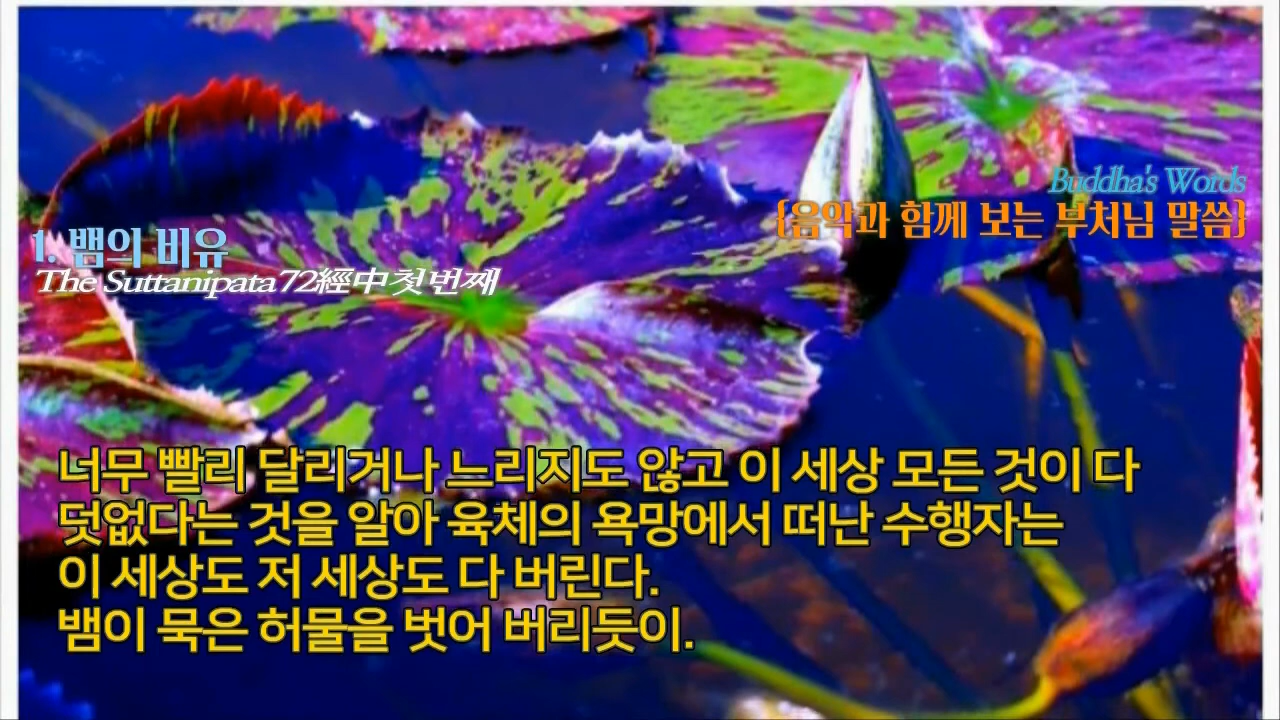 Buddha's Words
{음악과 함께 보는 부처님 말씀}
1. 뱀의 비유
The Suttanipata 72經中 첫 번째
너무 빨리 달리거나 느리지도 않고 이 세상 모든 것이 다
덧없다는 것을 알아 육체의 욕망에서 떠난 수행자는
이 세상도 저 세상도 다 버린다.
뱀이 묵은 허물을 벗어 버리듯이.